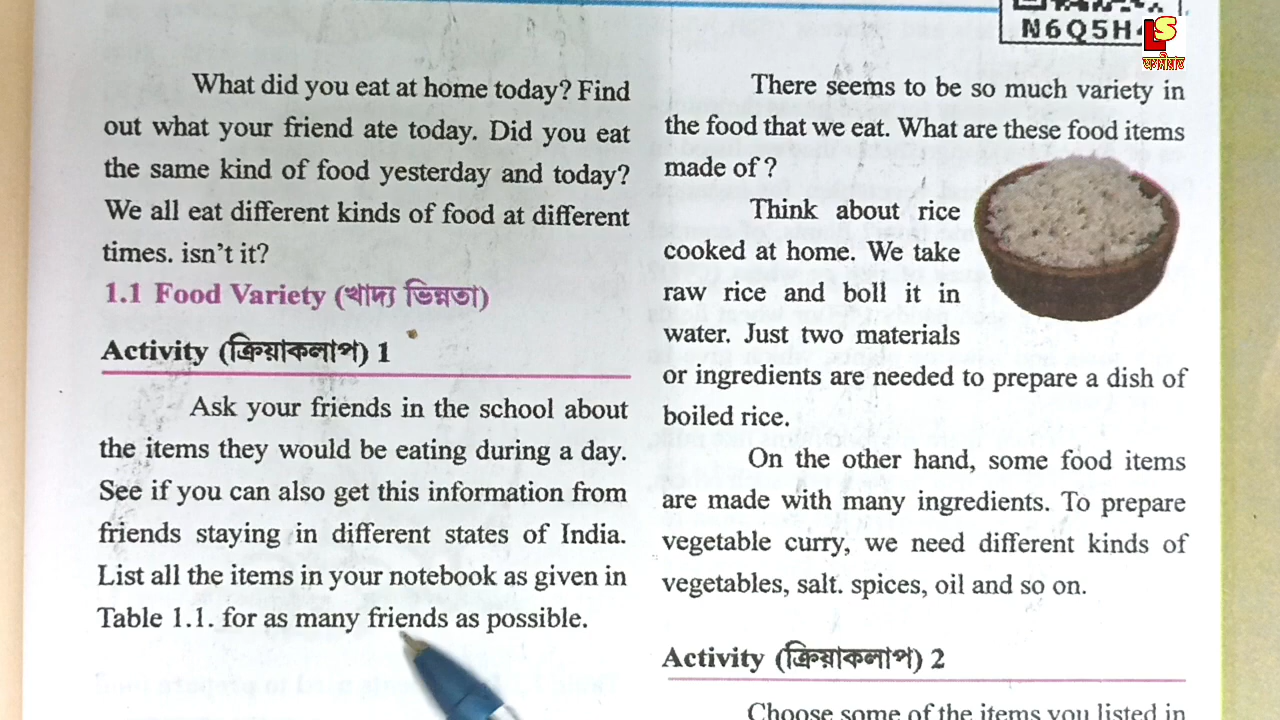 N6Q5H4
LS
What did you eat at home today? Find
out what your friend ate today. Did you eat
the same kind of food yesterday and today?
We all eat different kinds of food at different
times. isn't it?
1.1 Food Variety (খাদ্য ভিন্নতা)
Activity (ক্রিয়াকলাপ) 1
Ask your friends in the school about
the items they would be eating during a day.
See if you can also get this information from
friends staying in different states of India.
List all the items in your notebook as given in
Table 1.1. for as many friends as possible.
There seems to be so much variety in
the food that we eat. What are these food items
made of ?
Think about rice
cooked at home. We take
raw rice and boll it in
water. Just two materials
or ingredients are needed to prepare a dish of
boiled rice.
On the other hand, some food items
are made with many ingredients. To prepare
vegetable curry, we need different kinds of
vegetables, salt. spices, oil and so on.
Activity (ক্রিয়াকলাপ) 2
Choose some of the items you listed in